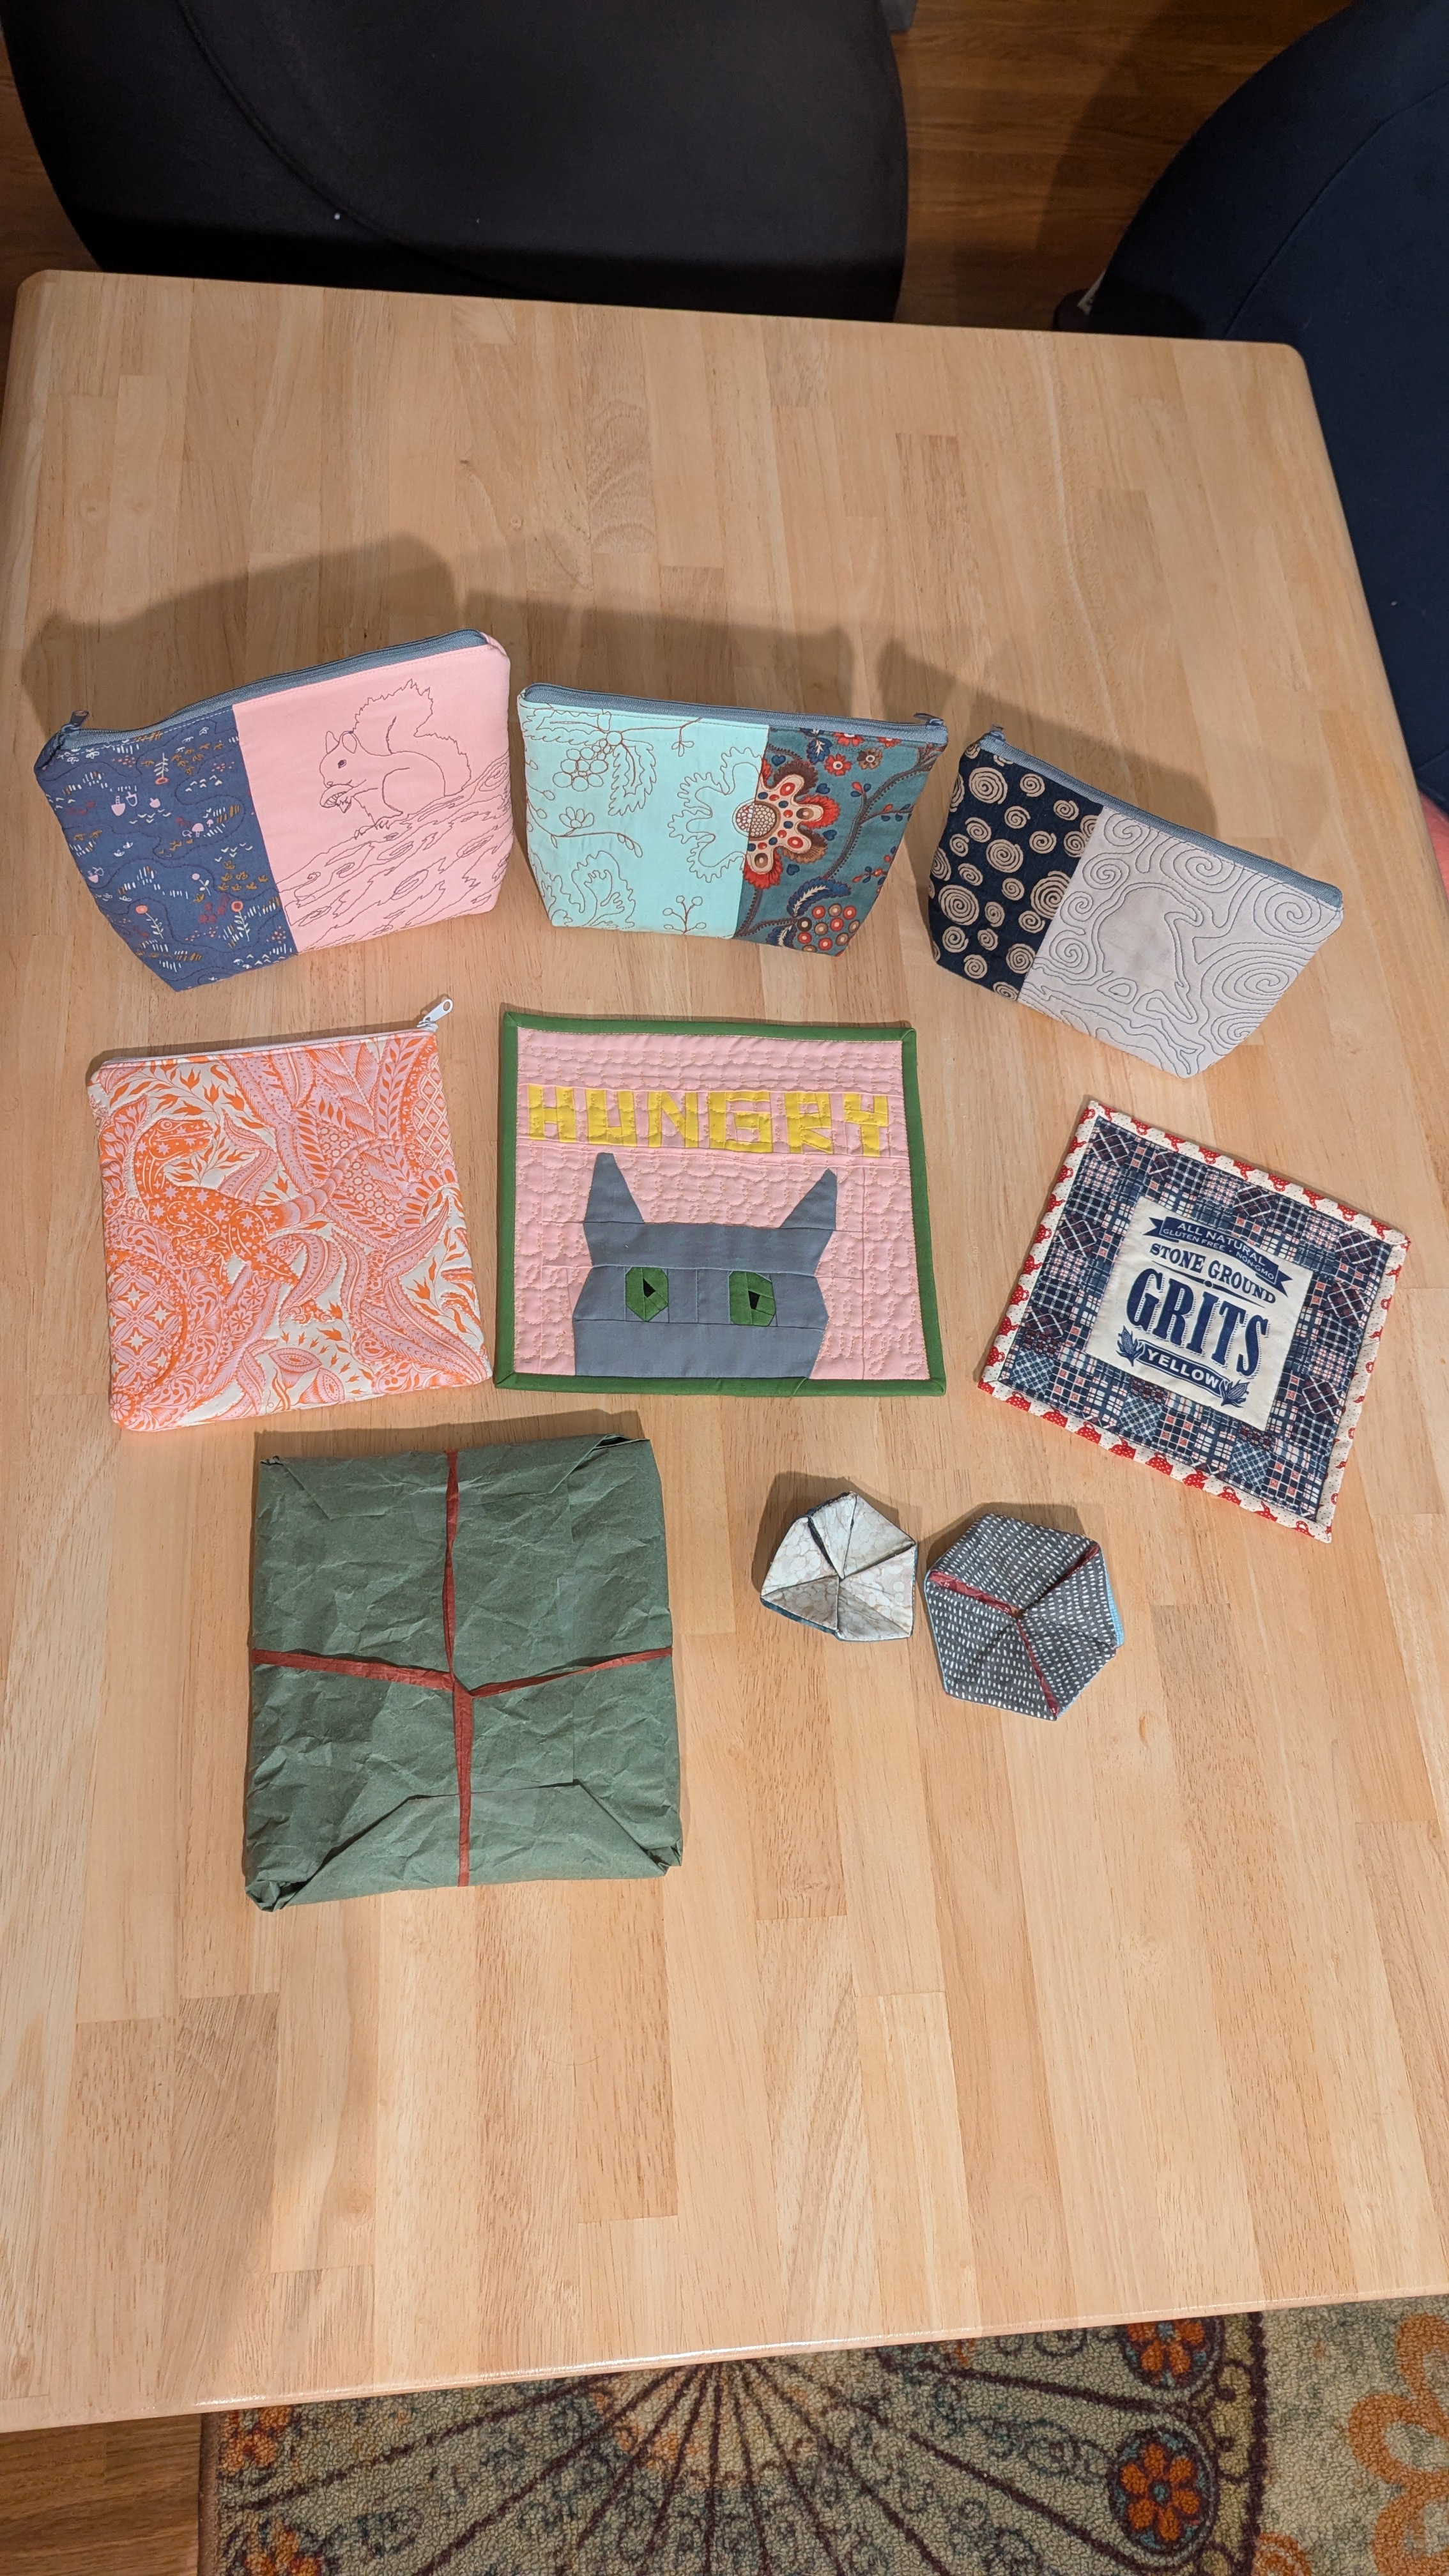 HUNGRY
ALL NATURAL
GLUTEN FREE - NON-GMO
STONE GROUND
GRITS
YELLOW